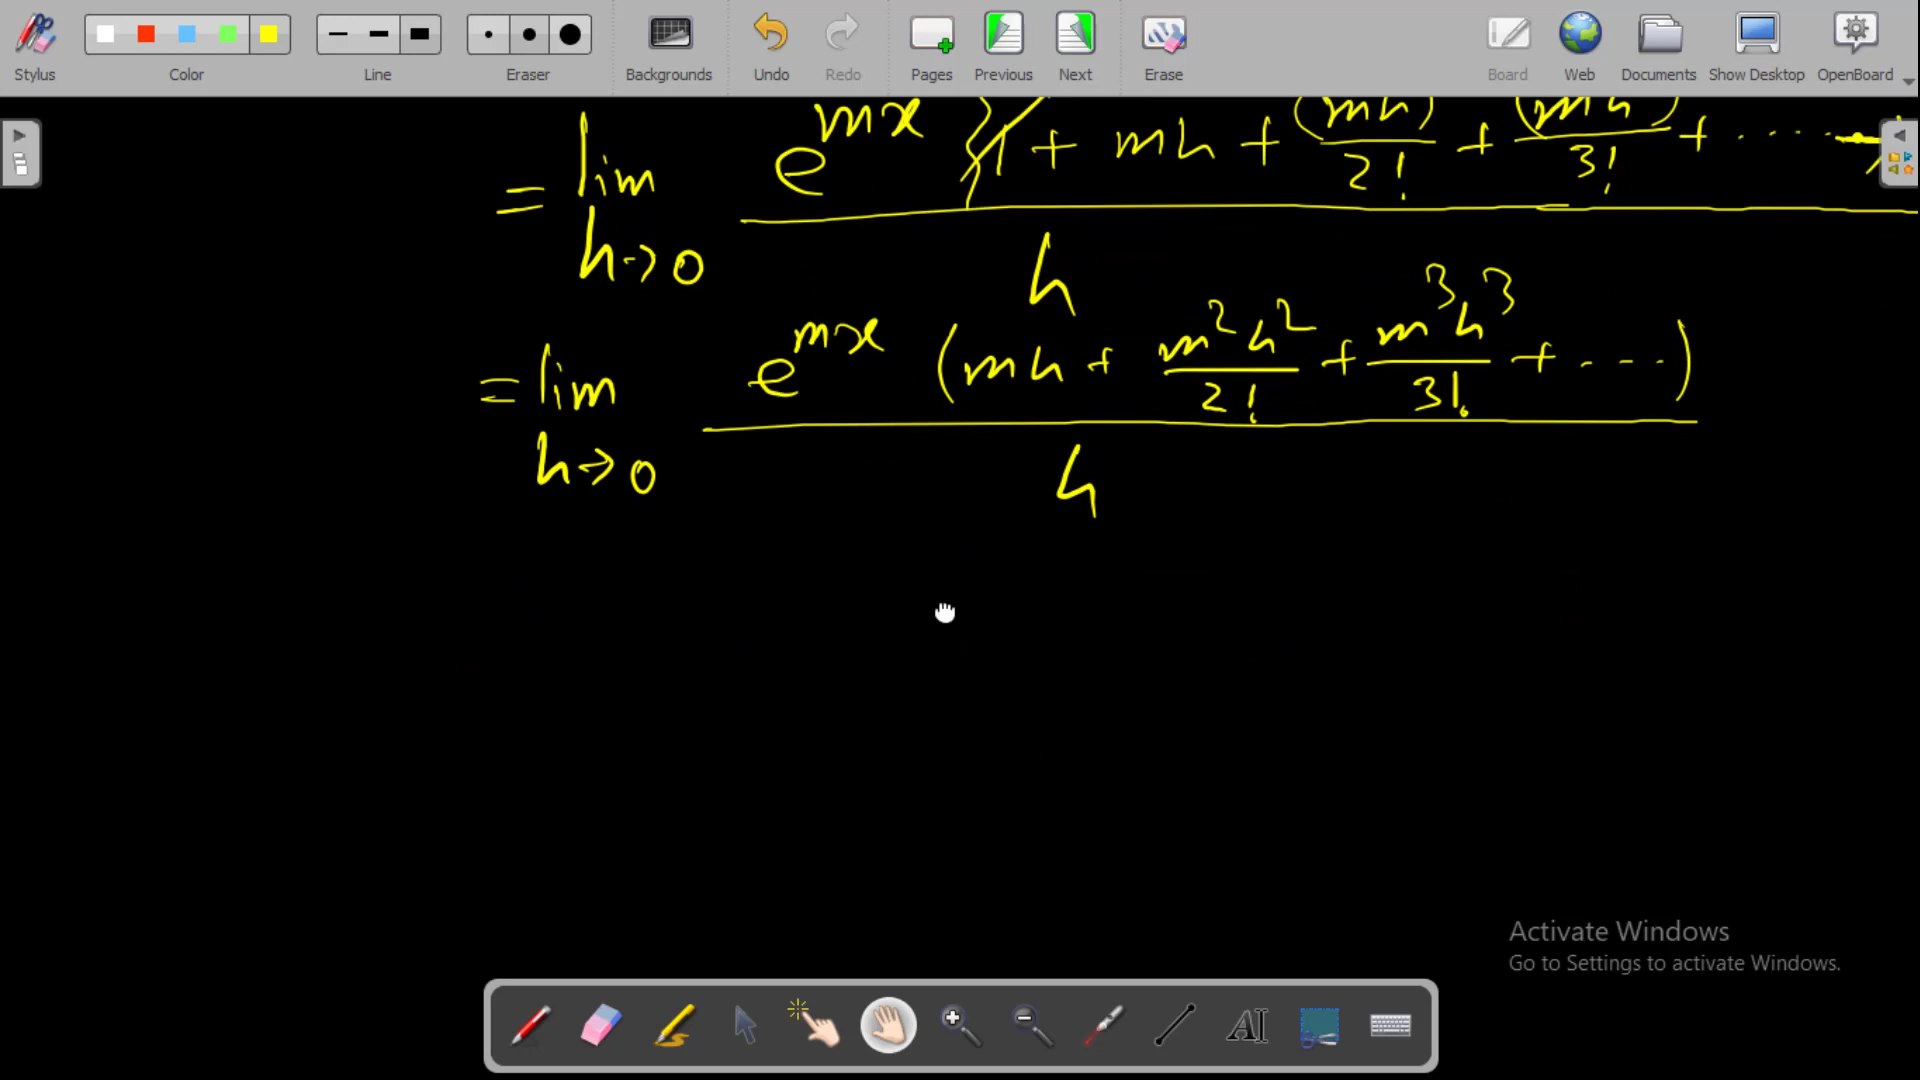 Stylus Color Line Eraser Backgrounds Undo Redo Pages Previous Next Erase Board Web Documents Show Desktop OpenBoard
= lim h→0 e^{mx} {1 + mh + (mh)/2! + (mh)/3! + ..... / h
= lim h→0 e^{mx} (mh + m²h²/2! + m³h³/3! + ....) / h
Activate Windows
Go to Settings to activate Windows.
AI